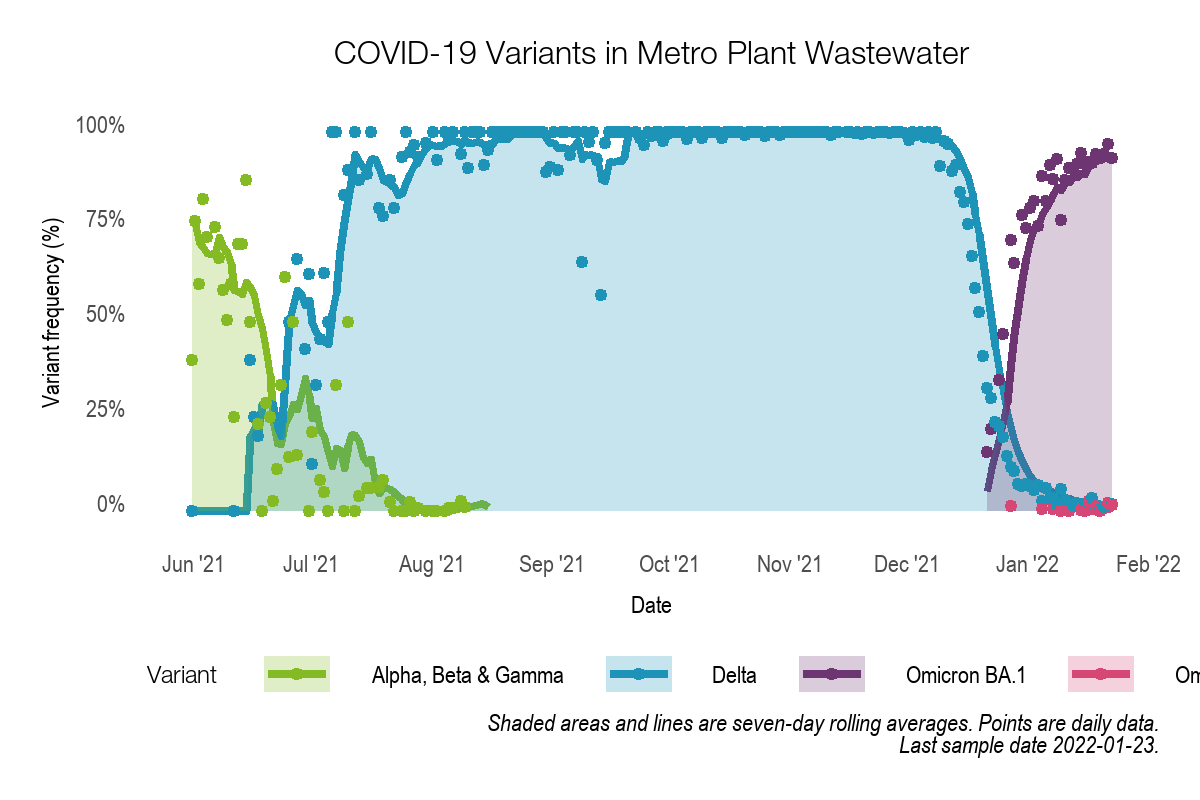 COVID-19 Variants in Metro Plant Wastewater
100%
75%
50%
25%
0%
Variant frequency (%)
Jun '21 Jul '21 Aug '21 Sep '21 Oct '21 Nov '21 Dec '21 Jan '22 Feb '22
Date
Variant Alpha, Beta & Gamma Delta Omicron BA.1 Om
Shaded areas and lines are seven-day rolling averages. Points are daily data.
Last sample date 2022-01-23.